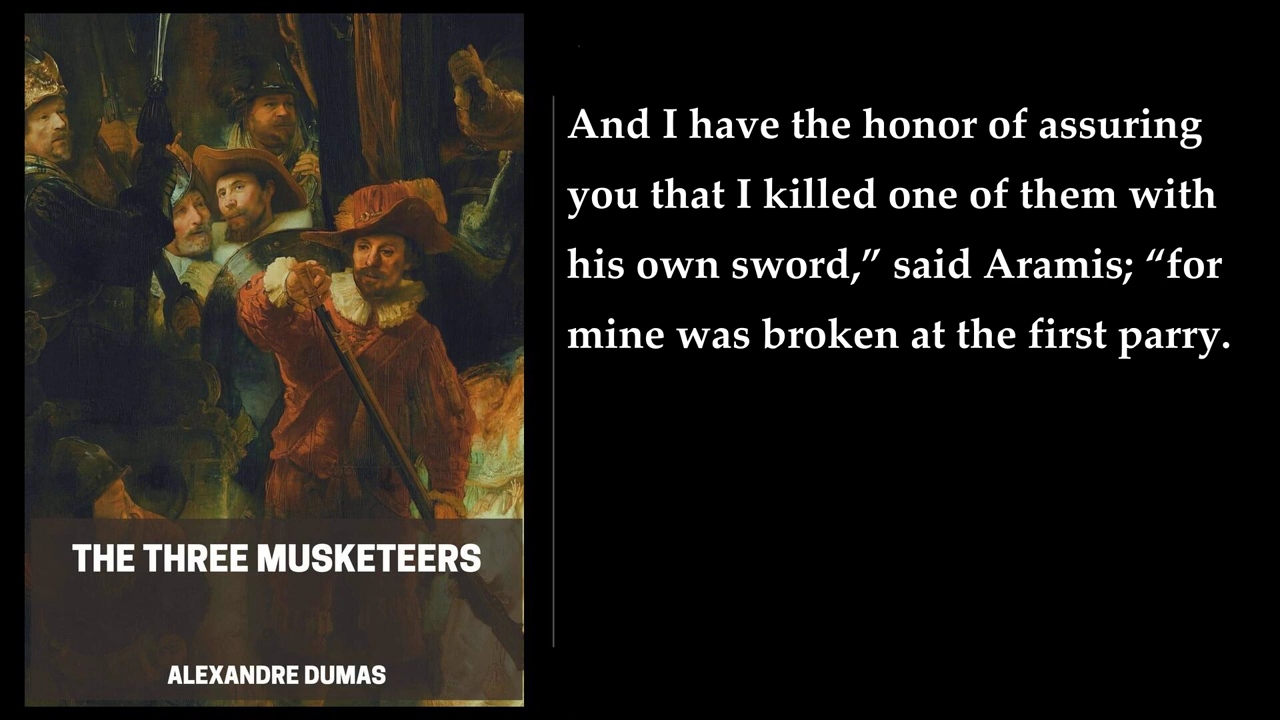 THE THREE MUSKETEERS
ALEXANDRE DUMAS
And I have the honor of assuring
you that I killed one of them with
his own sword,” said Aramis; “for
mine was broken at the first parry.